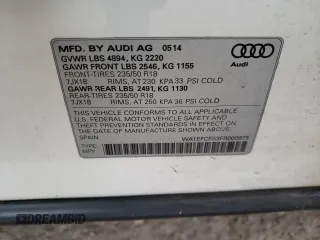 MFD. BY AUDI AG 0514
GVWR LBS 4894, KG 2220
GAWR FRONT LBS 2546, KG 1155
FRONT-TIRES 235/50 R18
7JX18 RIMS, AT 230 KPA 33 PSI COLD
GAWR REAR LBS 2491, KG 1130
REAR-TIRES 235/50 R18
7JX18 RIMS, AT 250 KPA 36 PSI COLD
Audi
THIS VEHICLE CONFORMS TO ALL APPLICABLE
U.S. FEDERAL MOTOR VEHICLE SAFETY AND
THEFT PREVENTION STANDARDS IN EFFECT ON
THE DATE OF MANUFACTURE SHOWN ABOVE.
TYPE:
MPV
© DREAMBID